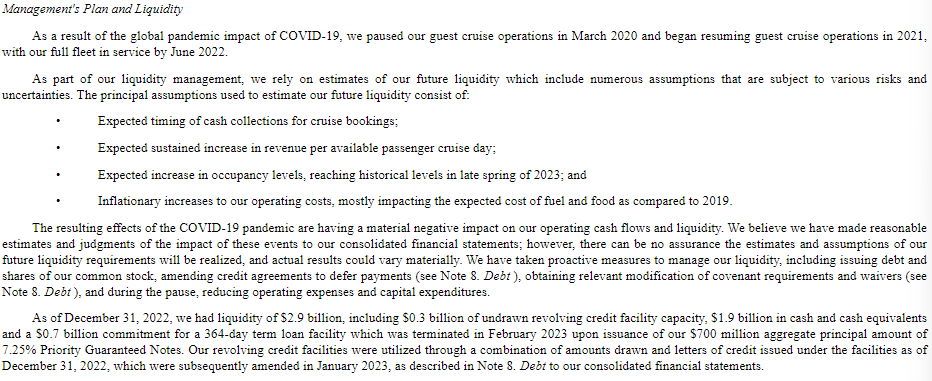 Management's Plan and Liquidity
As a result of the global pandemic impact of COVID-19, we paused our guest cruise operations in March 2020 and began resuming guest cruise operations in 2021,
with our full fleet in service by June 2022.
As part of our liquidity management, we rely on estimates of our future liquidity which include numerous assumptions that are subject to various risks and
uncertainties. The principal assumptions used to estimate our future liquidity consist of:
• Expected timing of cash collections for cruise bookings;
• Expected sustained increase in revenue per available passenger cruise day;
• Expected increase in occupancy levels, reaching historical levels in late spring of 2023; and
• Inflationary increases to our operating costs, mostly impacting the expected cost of fuel and food as compared to 2019.
The resulting effects of the COVID-19 pandemic are having a material negative impact on our operating cash flows and liquidity. We believe we have made reasonable
estimates and judgments of the impact of these events to our consolidated financial statements; however, there can be no assurance the estimates and assumptions of our
future liquidity requirements will be realized, and actual results could vary materially. We have taken proactive measures to manage our liquidity, including issuing debt and
shares of our common stock, amending credit agreements to defer payments (see Note 8. Debt ), obtaining relevant modification of covenant requirements and waivers (see
Note 8. Debt ), and during the pause, reducing operating expenses and capital expenditures.
As of December 31, 2022, we had liquidity of $2.9 billion, including $0.3 billion of undrawn revolving credit facility capacity, $1.9 billion in cash and cash equivalents
and a $0.7 billion commitment for a 364-day term loan facility which was terminated in February 2023 upon issuance of our $700 million aggregate principal amount of
7.25% Priority Guaranteed Notes. Our revolving credit facilities were utilized through a combination of amounts drawn and letters of credit issued under the facilities as of
December 31, 2022, which were subsequently amended in January 2023, as described in Note 8. Debt to our consolidated financial statements.